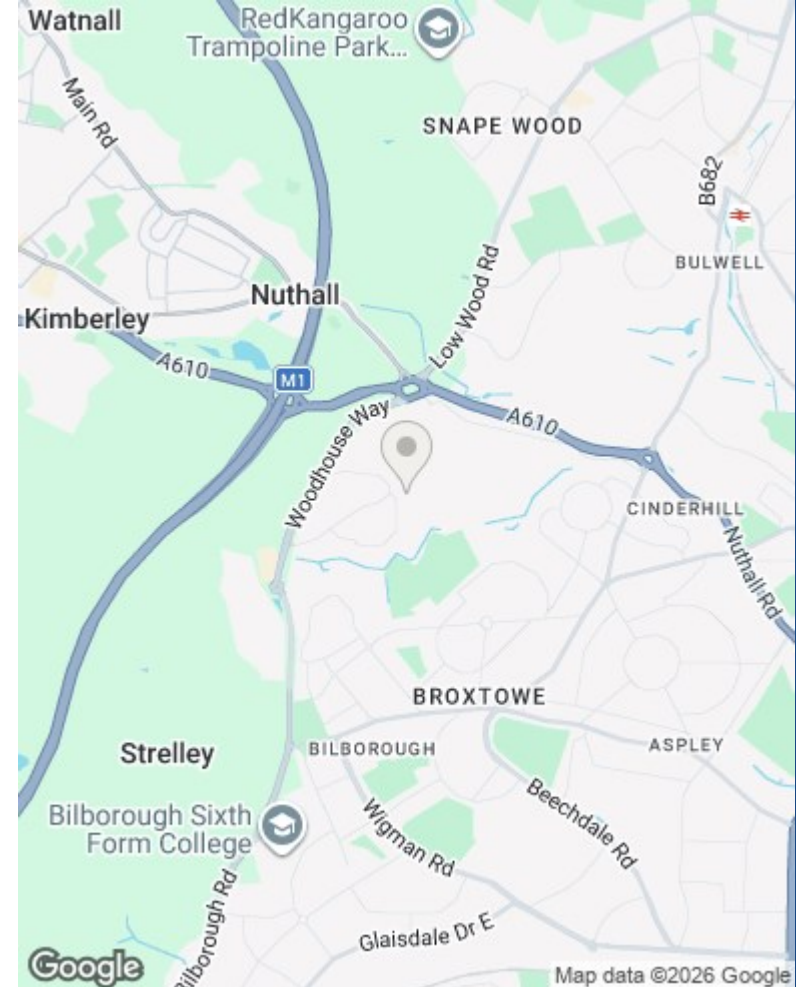 Watnall
RedKangaroo
Trampoline Park...
Main Rd
SNAPE WOOD
B682
BULWELL
Nuthall
Low Wood Rd
Kimberley
A610
M1
A610
Woodhouse Way
CINDERHILL
Nuthall Rd
BROXTOWE
Strelley
BILBOROUGH
ASPLEY
Beechdale Rd
Bilborough Sixth
Form College
Wigman Rd
Bilborough Rd
Glaisdale Dr E
Google
Map data ©2026 Google